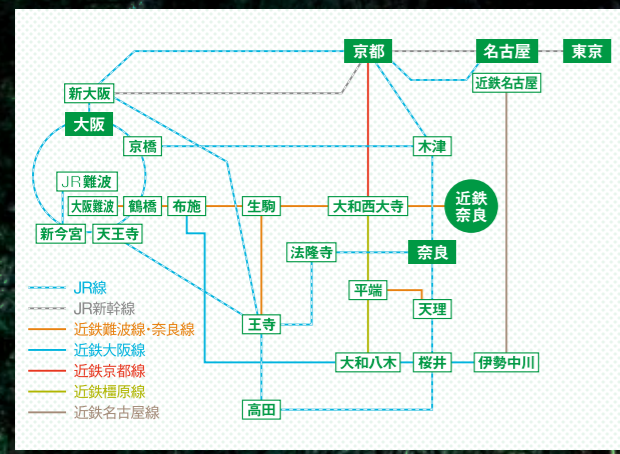 京都
名古屋
東京
近鉄名古屋
新大阪
大阪
京橋
木津
JR難波
大阪難波
鶴橋
布施
生駒
大和西大寺
近鉄
奈良
新今宮
天王寺
法隆寺
奈良
平端
天理
王寺
大和八木
桜井
伊勢中川
高田
JR線
JR新幹線
近鉄難波線・奈良線
近鉄大阪線
近鉄京都線
近鉄橿原線
近鉄名古屋線